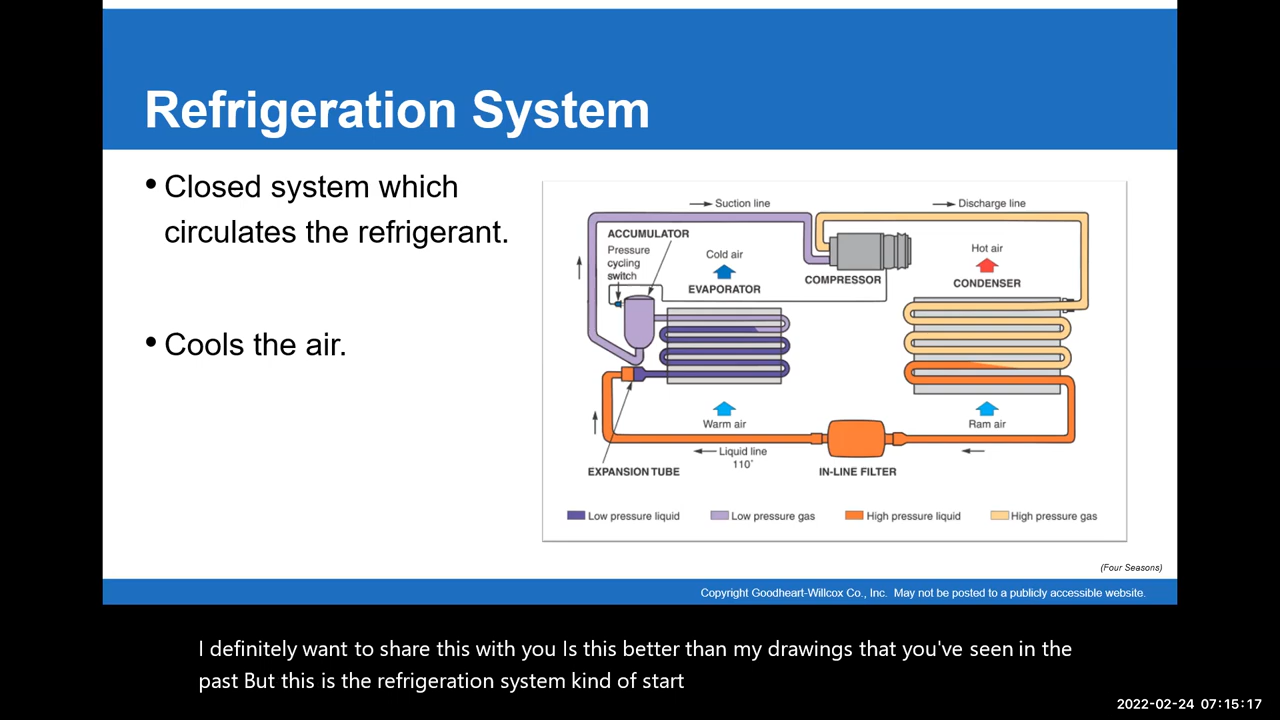 Refrigeration System
• Closed system which
circulates the refrigerant.
• Cools the air.
Suction line
Discharge line
ACCUMULATOR
Pressure
cycling
switch
Cold air
EVAPORATOR
COMPRESSOR
Hot air
CONDENSER
Warm air
Ram air
Liquid line
110°
EXPANSION TUBE
IN-LINE FILTER
Low pressure liquid
Low pressure gas
High pressure liquid
High pressure gas
(Four Seasons)
Copyright Goodheart-Willcox Co., Inc. May not be posted to a publicly accessible website.
I definitely want to share this with you Is this better than my drawings that you've seen in the
past But this is the refrigeration system kind of start
2022-02-24 07:15:17